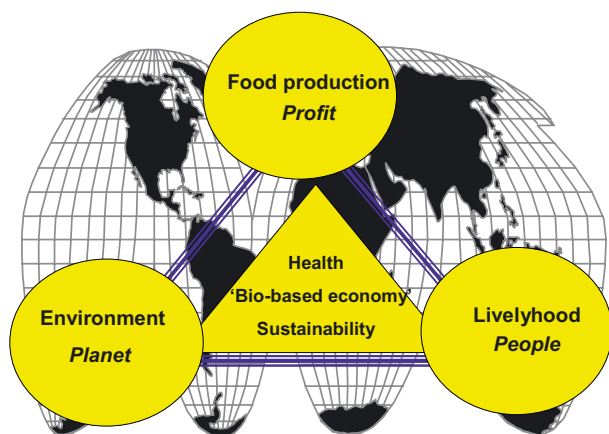 Food production
Profit
Health
'Bio-based economy'
Sustainability
Environment
Planet
Livelyhood
People